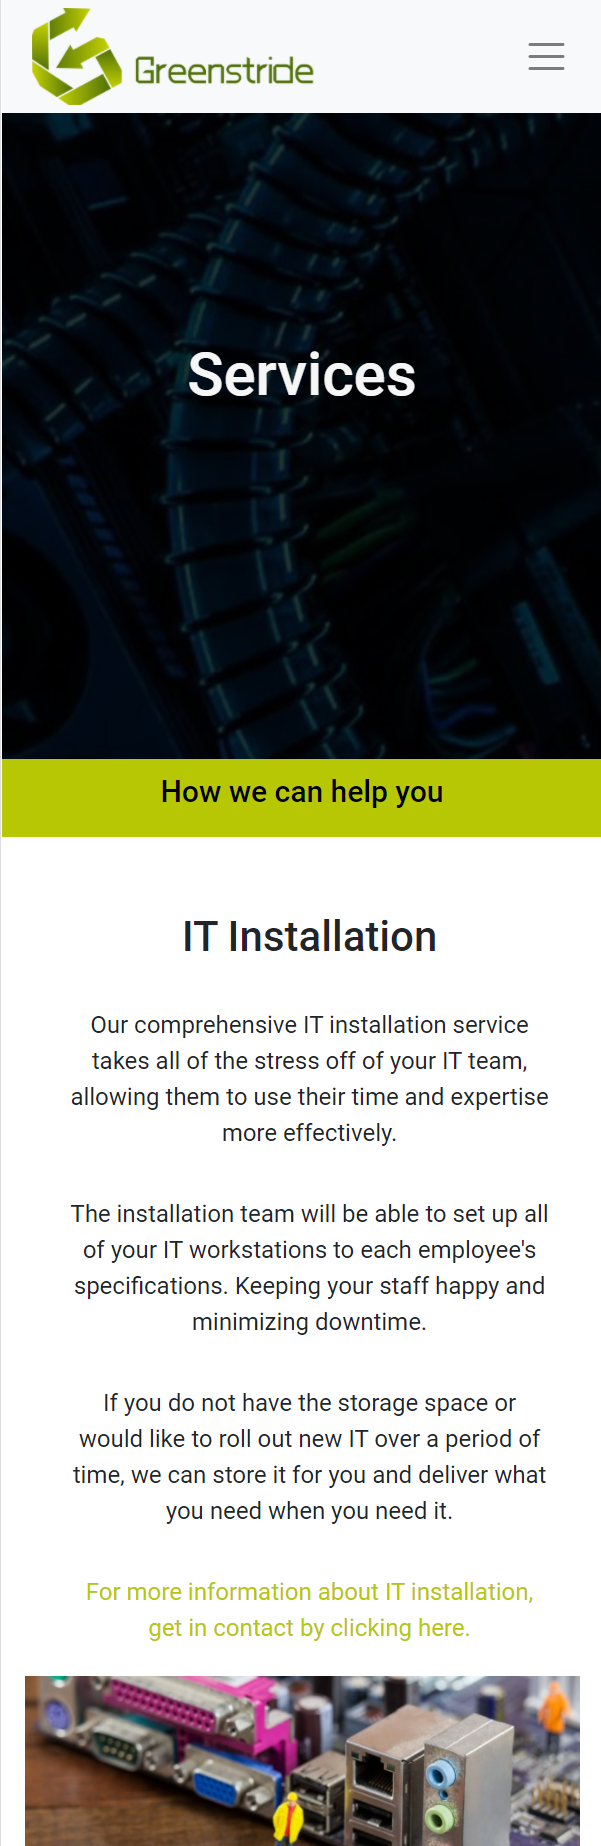 Greenstride
Services
How we can help you
IT Installation
Our comprehensive IT installation service
takes all of the stress off of your IT team,
allowing them to use their time and expertise
more effectively.
The installation team will be able to set up all
of your IT workstations to each employee's
specifications. Keeping your staff happy and
minimizing downtime.
If you do not have the storage space or
would like to roll out new IT over a period of
time, we can store it for you and deliver what
you need when you need it.
For more information about IT installation,
get in contact by clicking here.